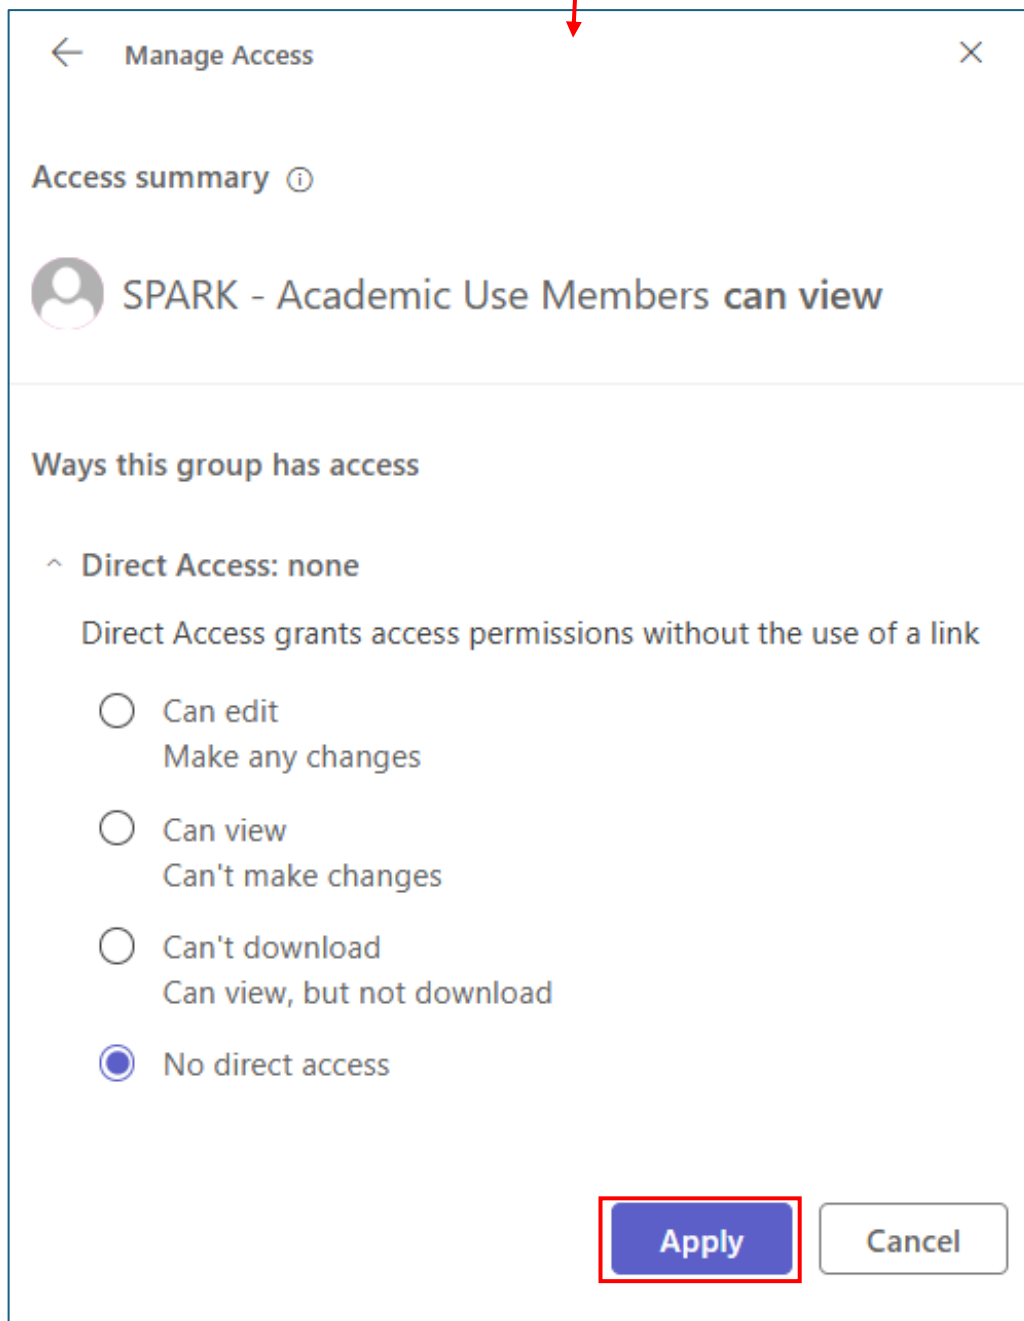 Manage Access
Access summary
SPARK - Academic Use Members can view
Ways this group has access
Direct Access: none
Direct Access grants access permissions without the use of a link
Can edit
Make any changes
Can view
Can't make changes
Can't download
Can view, but not download
No direct access
Apply
Cancel